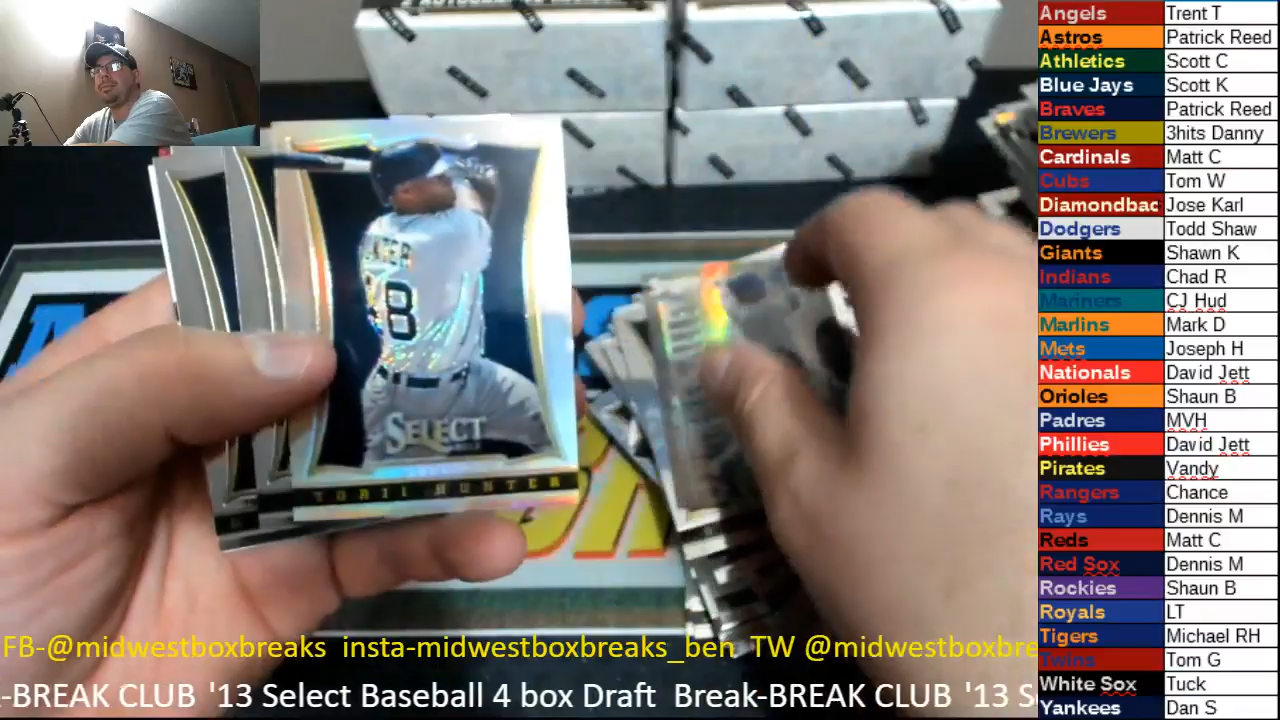 Angels Trent T
Astros Patrick Reed
Athletics Scott C
Blue Jays Scott K
Braves Patrick Reed
Brewers 3hits Danny
Cardinals Matt C
Cubs Tom W
Diamondbac Jose Karl
Dodgers Todd Shaw
Giants Shawn K
Indians Chad R
Mariners CJ Hud
Marlins Mark D
Mets Joseph H
Nationals David Jett
Orioles Shaun B
Padres MVH
Phillies David Jett
Pirates Vandy
Rangers Chance
Rays Dennis M
Reds Matt C
Red Sox Dennis M
Rockies Shaun B
Royals LT
Tigers Michael RH
Twins Tom G
White Sox Tuck
Yankees Dan S
SELECT
TORII HUNTER
FB-@midwestboxbreaks insta-midwestboxbreaks_ben TW @midwestboxbre
-BREAK CLUB '13 Select Baseball 4 box Draft Break-BREAK CLUB '13 S